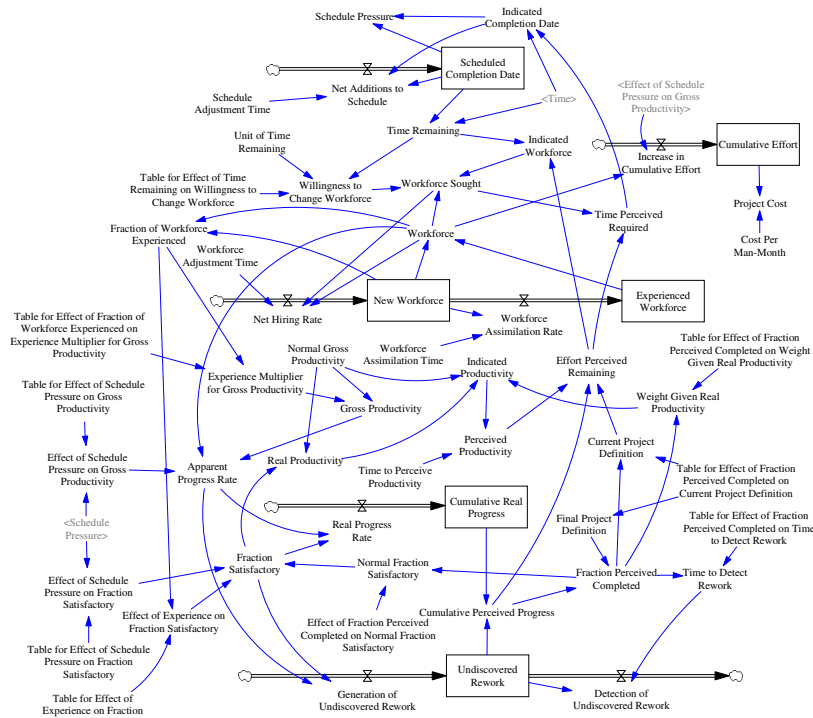 Schedule Pressure
Indicated
Completion Date
Scheduled
Completion Date
Net Additions to
Schedule
Schedule
Adjustment Time
<Time>
<Effect of Schedule
Pressure on Gross
Productivity>
Time Remaining
Unit of Time
Remaining
Indicated
Workforce
Cumulative Effort
Increase in
Cumulative Effort
Table for Effect of Time
Remaining on Willingness to
Change Workforce
Willingness to
Change Workforce
Workforce Sought
Project Cost
Fraction of Workforce
Experienced
Workforce
Time Perceived
Required
Workforce
Adjustment Time
Cost Per
Man-Month
New Workforce
Experienced
Workforce
Net Hiring Rate
Workforce
Assimilation Rate
Table for Effect of Fraction of
Workforce Experienced on
Experience Multiplier for Gross
Productivity
Normal Gross
Productivity
Workforce
Assimilation Time
Indicated
Productivity
Effort Perceived
Remaining
Table for Effect of Fraction
Perceived Completed on Weight
Given Real Productivity
Table for Effect of Schedule
Pressure on Gross
Productivity
Experience Multiplier
for Gross Productivity
Gross Productivity
Weight Given Real
Productivity
Effect of Schedule
Pressure on Gross
Productivity
Apparent
Progress Rate
Real Productivity
Perceived
Productivity
Time to Perceive
Productivity
Current Project
Definition
Table for Effect of Fraction
Perceived Completed on
Current Project Definition
<Schedule
Pressure>
Cumulative Real
Progress
Real Progress
Rate
Final Project
Definition
Table for Effect of Fraction
Perceived Completed on Time
to Detect Rework
Fraction
Satisfactory
Normal Fraction
Satisfactory
Fraction Perceived
Completed
Time to Detect
Rework
Effect of Schedule
Pressure on Fraction
Satisfactory
Effect of Experience on
Fraction Satisfactory
Effect of Fraction Perceived
Completed on Normal Fraction
Satisfactory
Cumulative Perceived Progress
Table for Effect of Schedule
Pressure on Fraction
Satisfactory
Undiscovered
Rework
Table for Effect of
Experience on Fraction
Generation of
Undiscovered Rework
Detection of
Undiscovered Rework